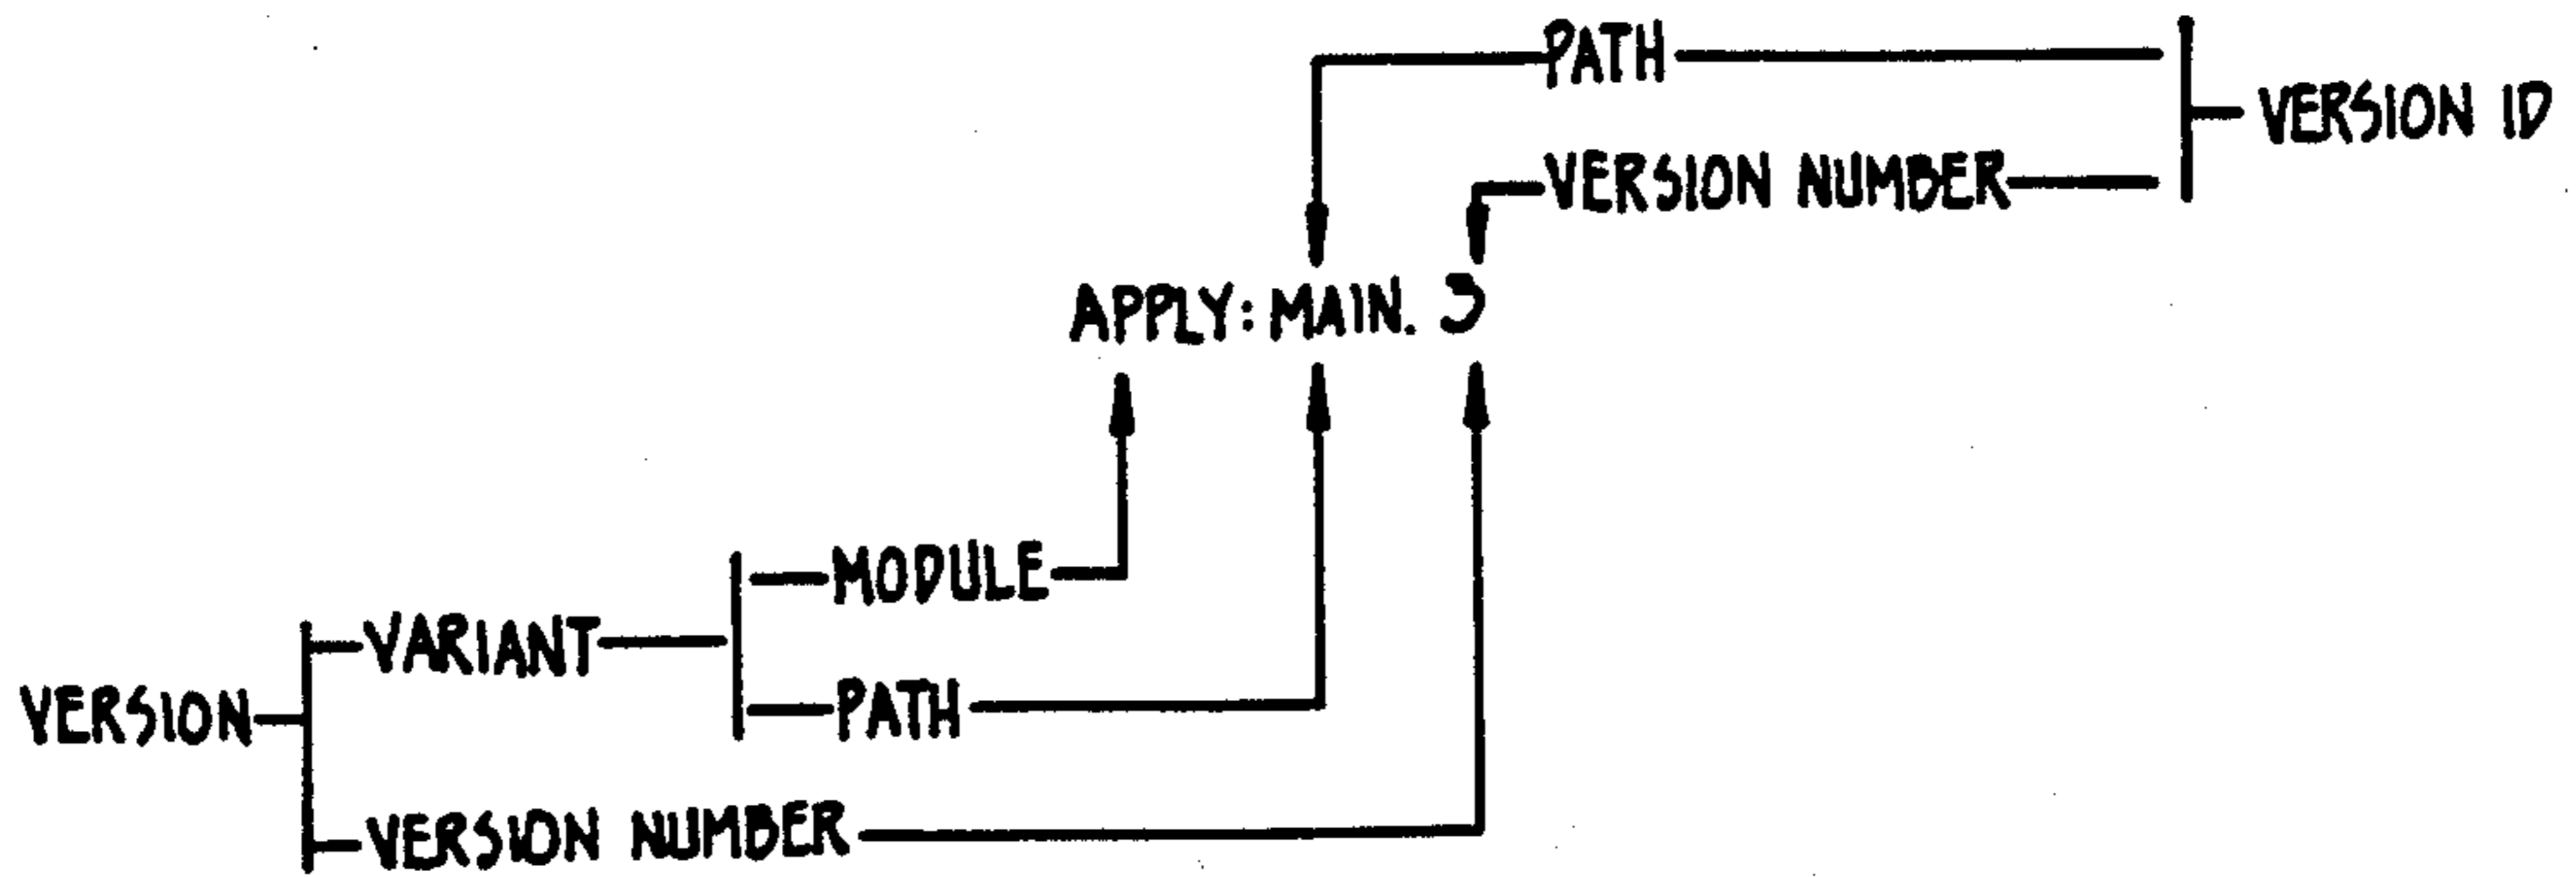 PATH
VERSION ID
VERSION NUMBER
APPLY: MAIN. 3
MODULE
VARIANT
PATH
VERSION
VERSION NUMBER